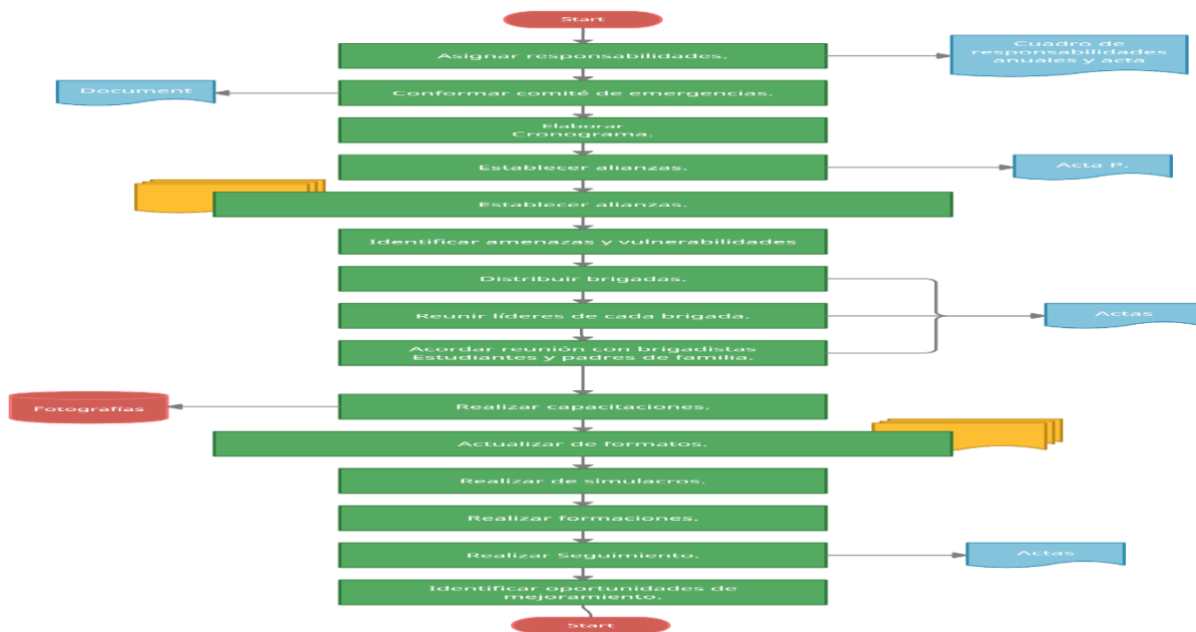 Start
Asignar responsabilidades.
Cuadro de
responsabilidades
anuales y acta
Document
Conformar comité de emergencias.
Elaborar
Cronograma.
Establecer alianzas.
Acta P.
Establecer alianzas.
Identificar amenazas y vulnerabilidades
Distribuir brigadas.
Reunir líderes de cada brigada.
Actas
Acordar reunión con brigadistas
Estudiantes y padres de familia.
Fotografías
Realizar capacitaciones.
Actualizar de formatos.
Realizar de simulacros.
Realizar formaciones.
Realizar Seguimiento.
Actas
Identificar oportunidades de
mejoramiento.
Start